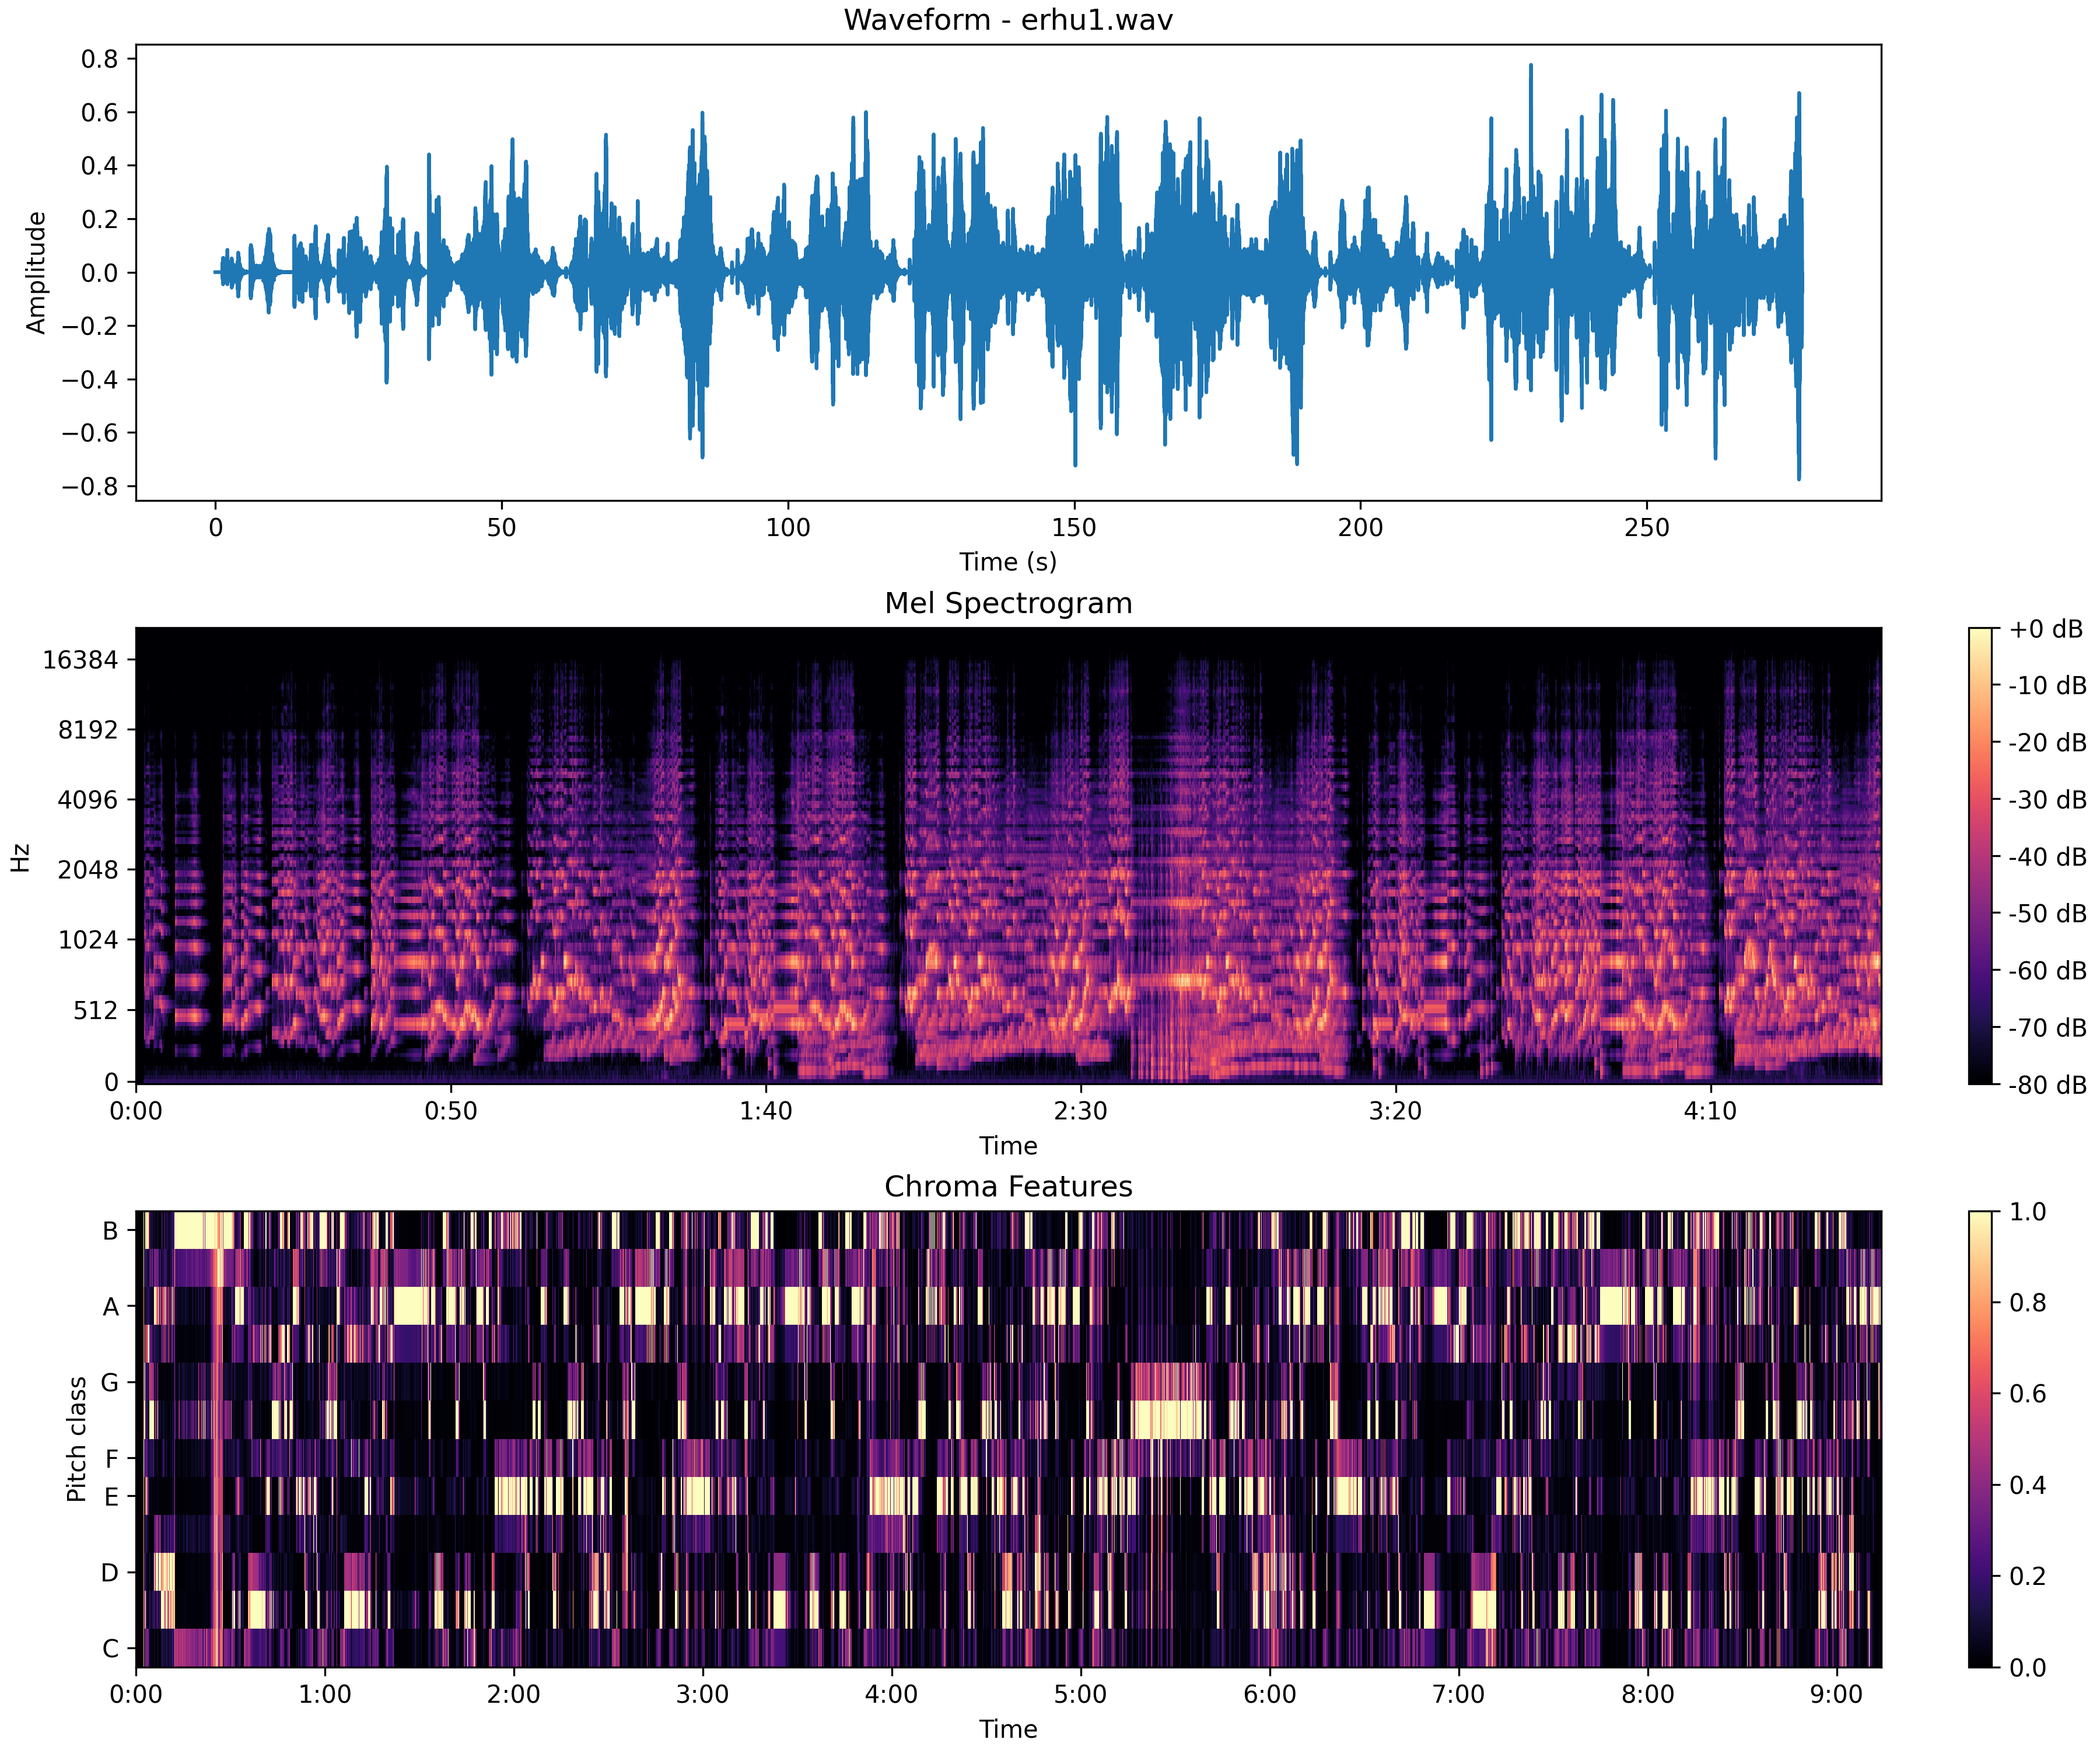 Waveform - erhu1.wav
0.8
0.6
0.4
0.2
0.0
−0.2
−0.4
−0.6
−0.8
Amplitude
0 50 100 150 200 250
Time (s)
Mel Spectrogram
16384
8192
4096
2048
1024
512
0
Hz
0:00 0:50 1:40 2:30 3:20 4:10
Time
+0 dB
-10 dB
-20 dB
-30 dB
-40 dB
-50 dB
-60 dB
-70 dB
-80 dB
Chroma Features
B
A
G
F
E
D
C
Pitch class
0:00 1:00 2:00 3:00 4:00 5:00 6:00 7:00 8:00 9:00
Time
1.0
0.8
0.6
0.4
0.2
0.0